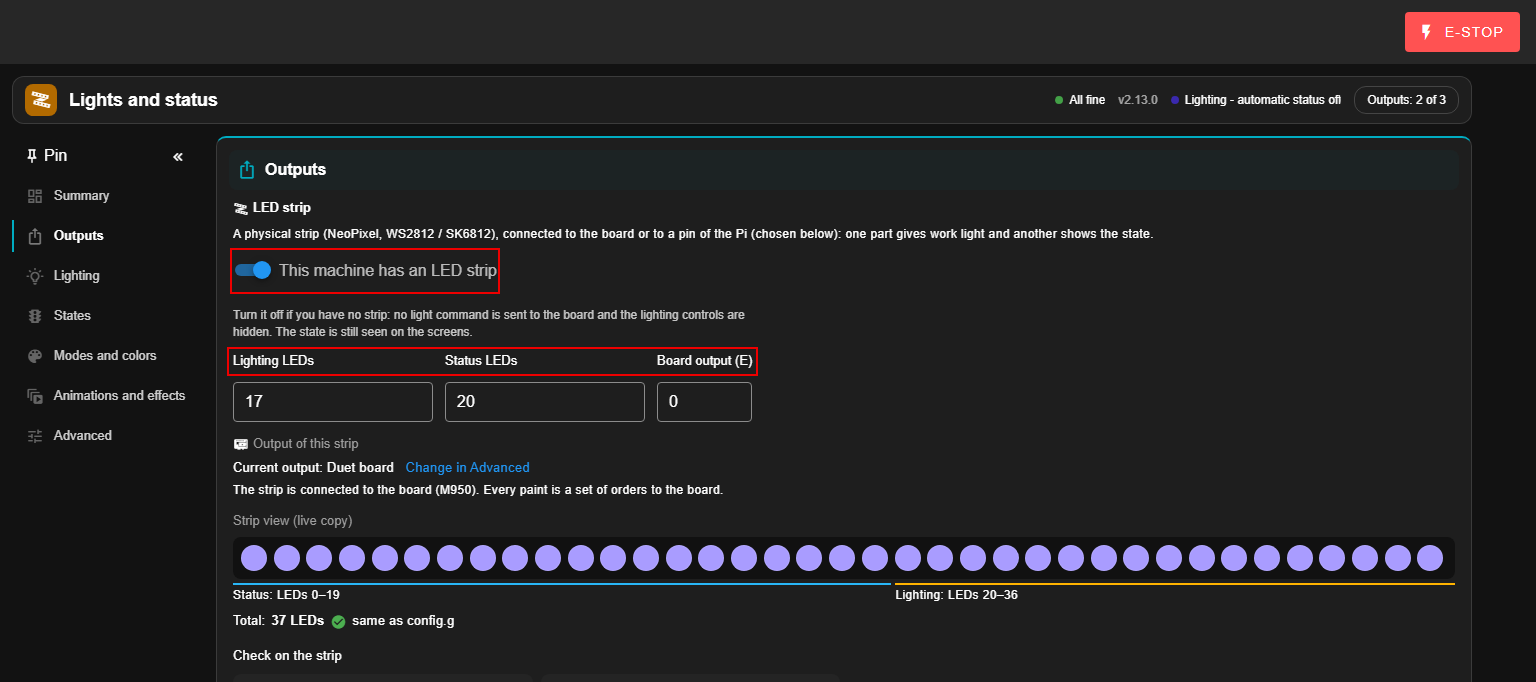 E-STOP
Lights and status
All fine v2.13.0 Lighting - automatic status off Outputs: 2 of 3
Pin «
Summary
Outputs
Lighting
States
Modes and colors
Animations and effects
Advanced
Outputs
LED strip
A physical strip (NeoPixel, WS2812 / SK6812), connected to the board or to a pin of the Pi (chosen below): one part gives work light and another shows the state.
This machine has an LED strip
Turn it off if you have no strip: no light command is sent to the board and the lighting controls are
hidden. The state is still seen on the screens.
Lighting LEDs Status LEDs Board output (E)
17 20 0
Output of this strip
Current output: Duet board Change in Advanced
The strip is connected to the board (M950). Every paint is a set of orders to the board.
Strip view (live copy)
Status: LEDs 0–19 Lighting: LEDs 20–36
Total: 37 LEDs same as config.g
Check on the strip